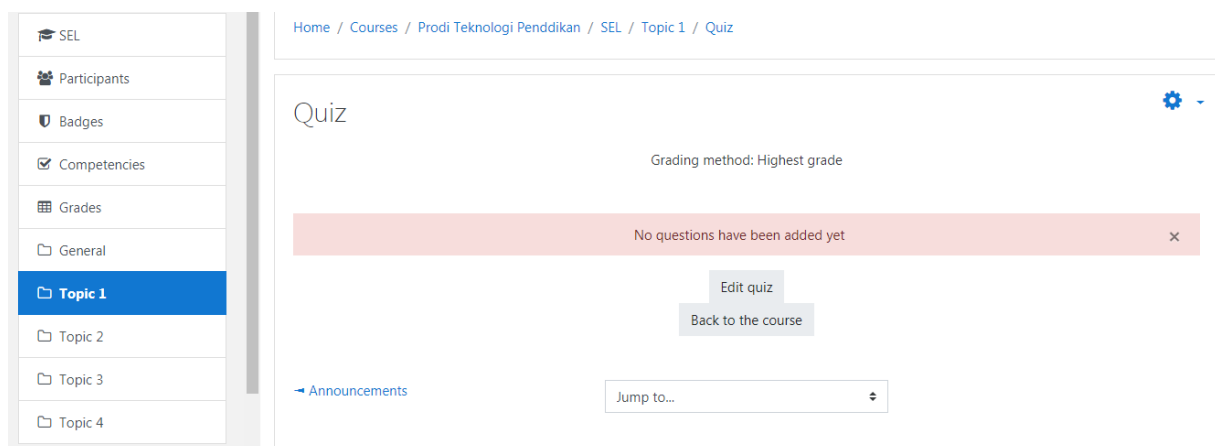 SEL
Participants
Badges
Competencies
Grades
General
Topic 1
Topic 2
Topic 3
Topic 4
Home / Courses / Prodi Teknologi Penddikan / SEL / Topic 1 / Quiz
Quiz
Grading method: Highest grade
No questions have been added yet ×
Edit quiz
Back to the course
◄ Announcements
Jump to...